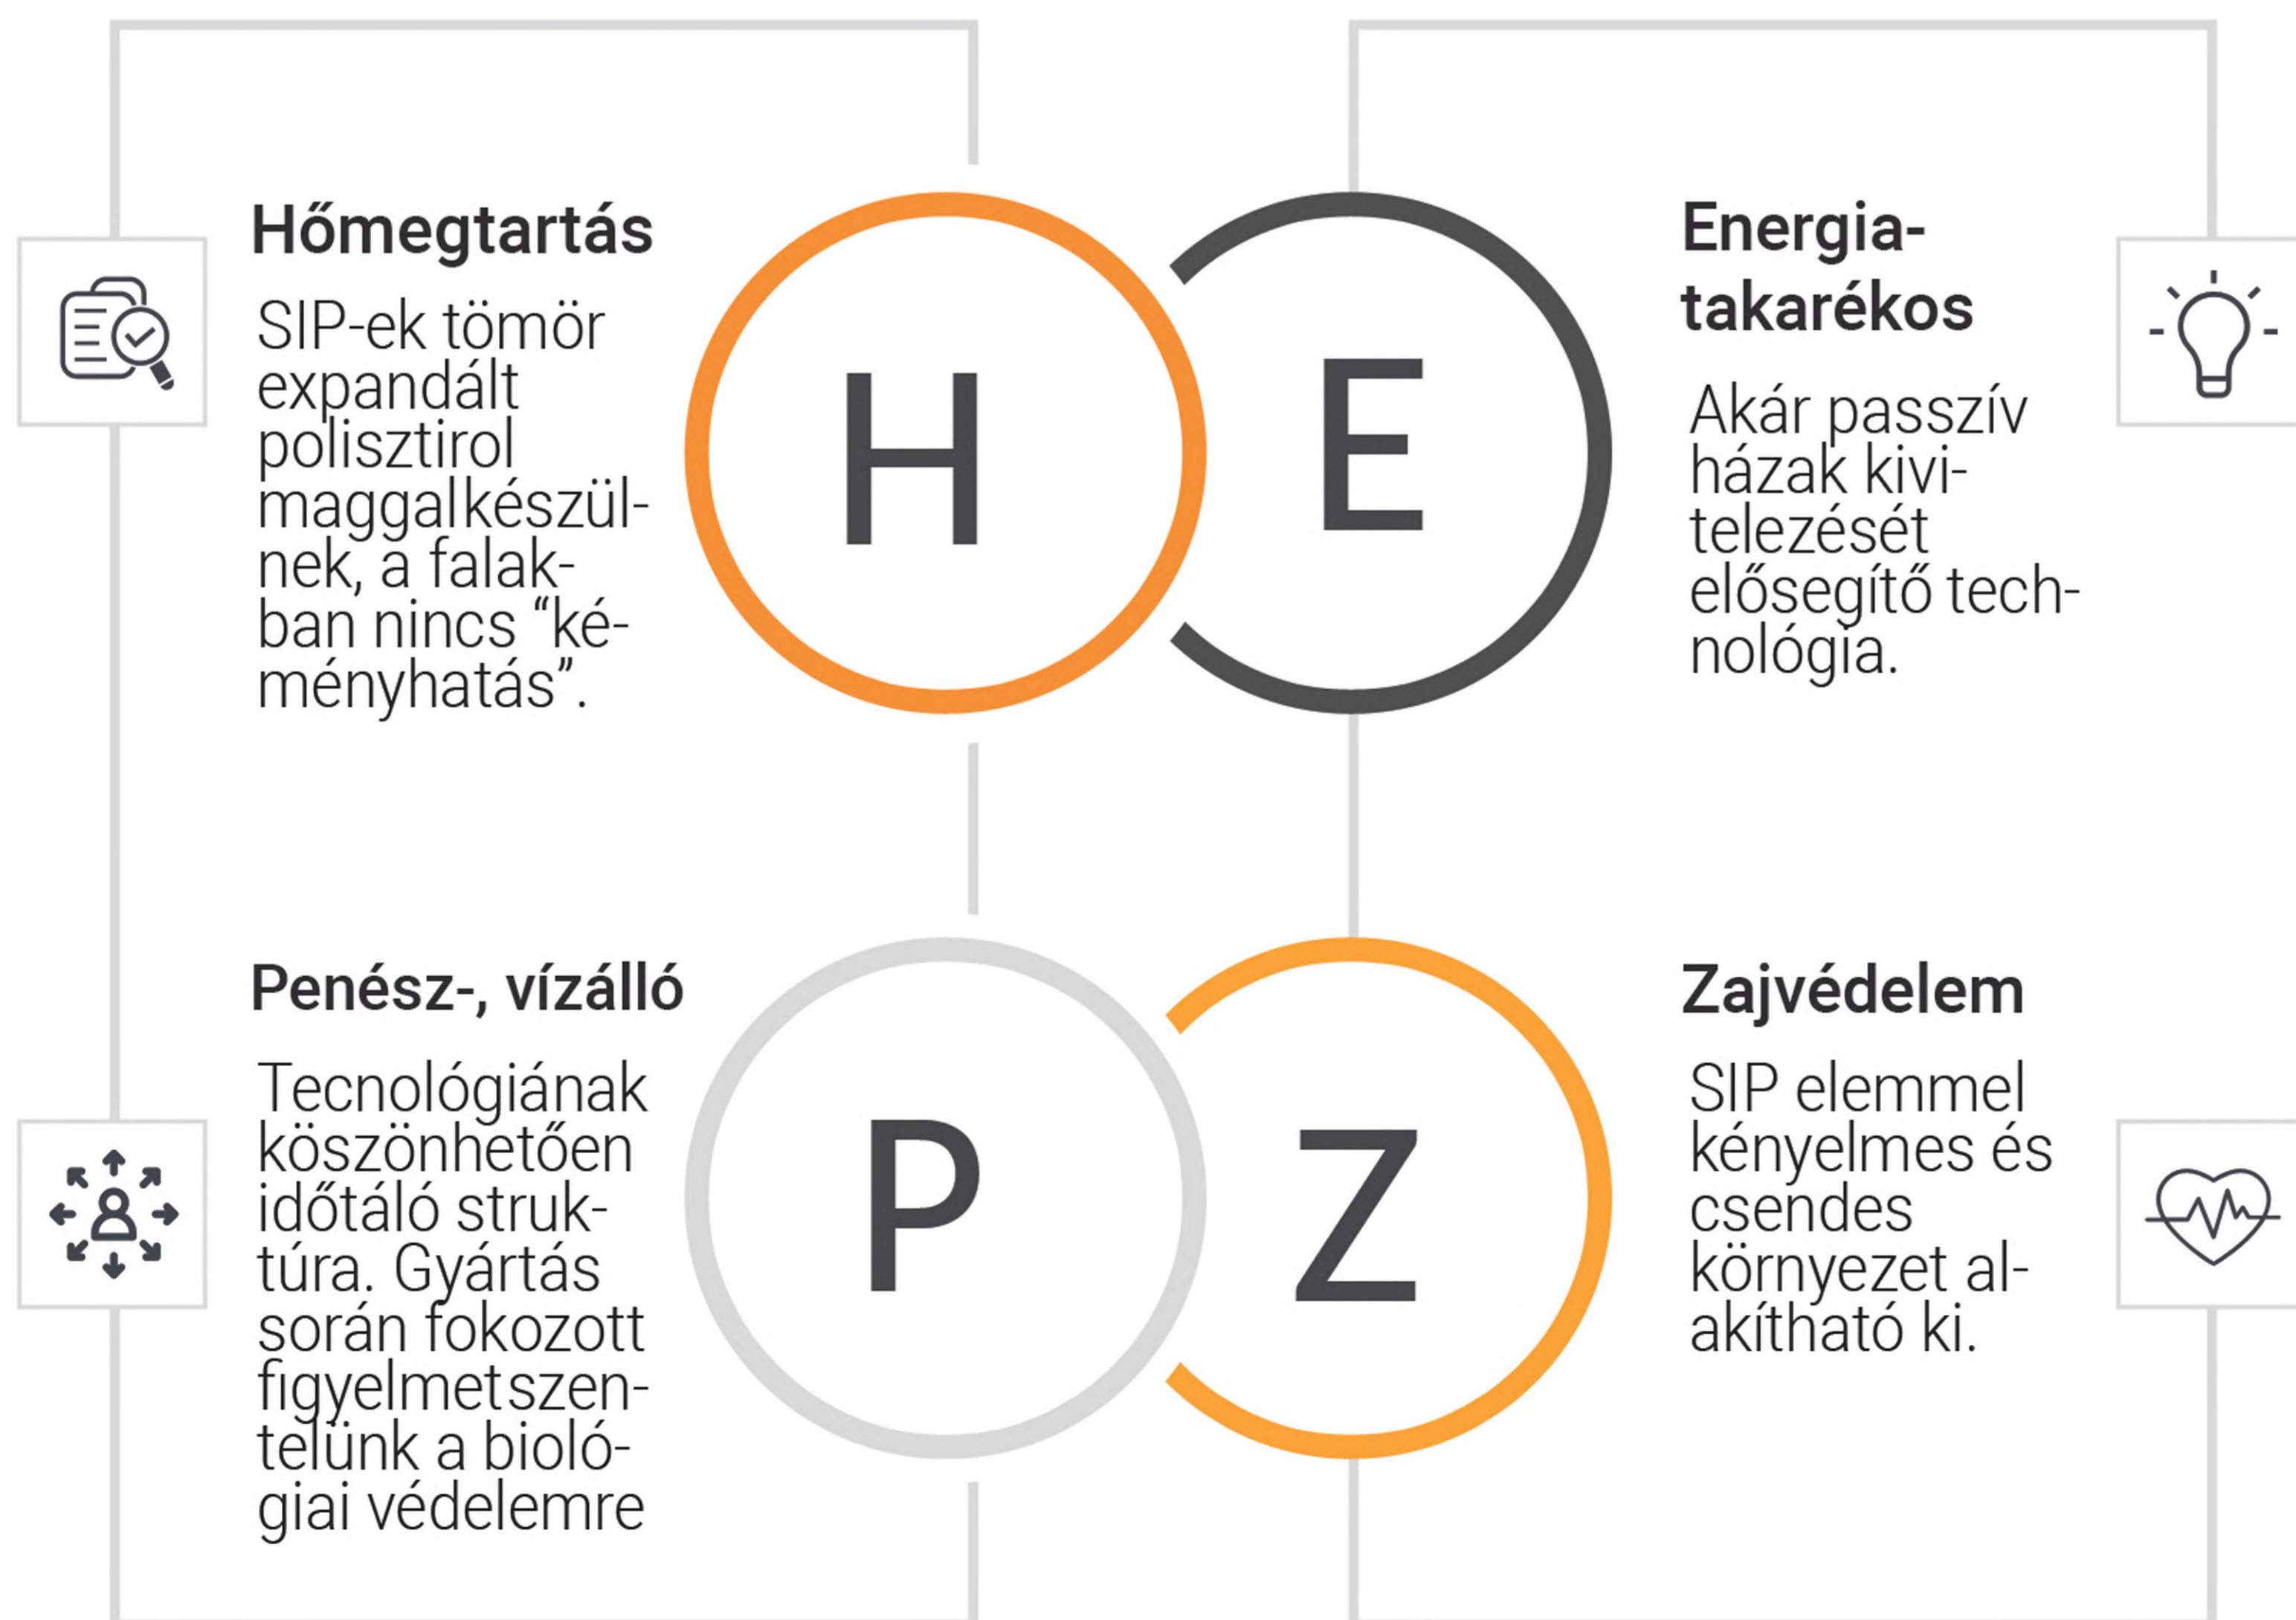 Hőmegtartás
SIP-ek tömör
expandált
polisztirol
maggalkészül-
nek, a falak-
ban nincs “ké-
ményhatás”.
H
E
Energia-
takarékos
Akár passzív
házak kivi-
telezését
elősegítő tech-
nológia.
Penész-, vízálló
Tecnológiának
köszönhetően
időtáló struk-
túra. Gyártás
során fokozott
figyelmetszen-
telünk a bioló-
giai védelemre
P
Z
Zajvédelem
SIP elemmel
kényelmes és
csendes
környezet al-
akítható ki.